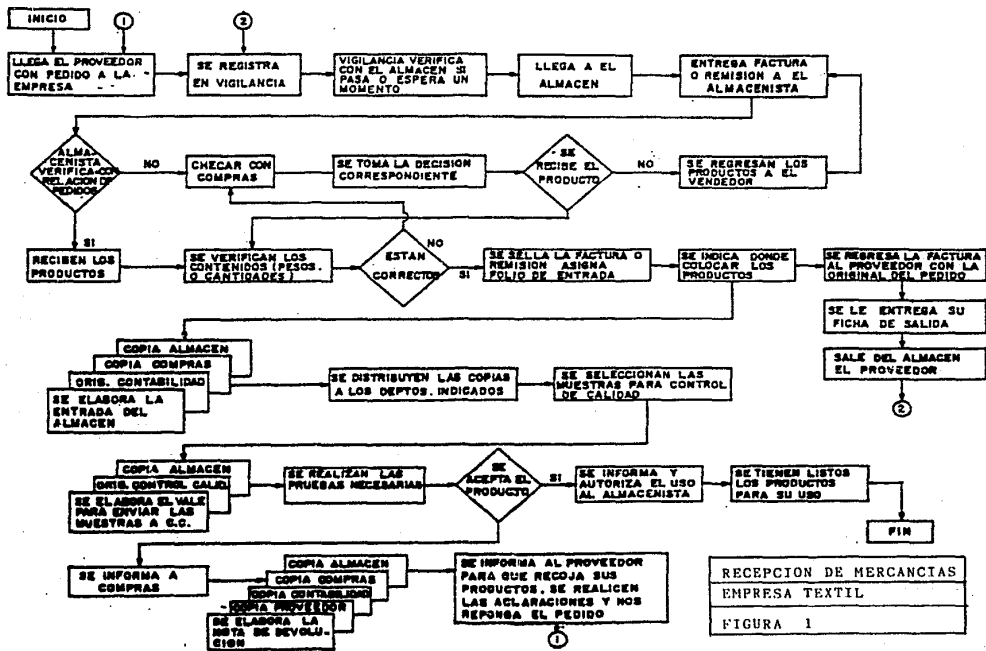 INICIO
1
2
LLEGA EL PROVEEDOR
CON PEDIDO A LA
EMPRESA
SE REGISTRA
EN VIGILANCIA
VIGILANCIA VERIFICA
CON EL ALMACEN SI
PASA O ESPERA UN
MOMENTO
LLEGA A EL
ALMACEN
ENTREGA FACTURA
O REMISION A EL
ALMACENISTA
ALMA-
CENISTA
VERIFICA-CON
RELACION DE
PEDIDOS
NO
CHECAR CON
COMPRAS
SE TOMA LA DECISION
CORRESPONDIENTE
SE
RECIBE EL
PRODUCTO
NO
SE REGRESAN LOS
PRODUCTOS A EL
VENDEDOR
SI
RECIBEN LOS
PRODUCTOS
SE VERIFICAN LOS
CONTENIDOS (PESOS.
O CANTIDADES)
ESTAN
CORRECTOS
NO
SI
SE SELLA LA FACTURA O
REMISION ASIGNA
FOLIO DE ENTRADA
SE INDICA DONDE
COLOCAR LOS
PRODUCTOS
SE REGRESA LA FACTURA
AL PROVEEDOR CON LA
ORIGINAL DEL PEDIDO
SE LE ENTREGA SU
FICHA DE SALIDA
SALE DEL ALMACEN
EL PROVEEDOR
2
COPIA ALMACEN
COPIA COMPRAS
ORIG. CONTABILIDAD
SE ELABORA LA
ENTRADA DEL
ALMACEN
SE DISTRIBUYEN LAS COPIAS
A LOS DEPTOS. INDICADOS
SE SELECCIONAN LAS
MUESTRAS PARA CONTROL
DE CALIDAD
COPIA ALMACEN
ORIG. CONTROL CALID.
SE ELABORA EL VALE
PARA ENVIAR LAS
MUESTRAS A C.C.
SE REALIZAN LAS
PRUEBAS NECESARIAS
SE
ACEPTA EL
PRODUCTO
SI
SE INFORMA Y
AUTORIZA EL USO
AL ALMACENISTA
SE TIENEN LISTOS
LOS PRODUCTOS
PARA SU USO
FIN
SE INFORMA A
COMPRAS
COPIA ALMACEN
COPIA COMPRAS
COPIA CONTABILIDAD
COPIA PROVEEDOR
SE ELABORA LA
NOTA DE DEVOLU-
CION
SE INFORMA AL PROVEEDOR
PARA QUE RECOJA SUS
PRODUCTOS, SE REALICEN
LAS ACLARACIONES Y NOS
REPONGA EL PEDIDO
1
RECEPCION DE MERCANCIAS
EMPRESA TEXTIL
FIGURA 1